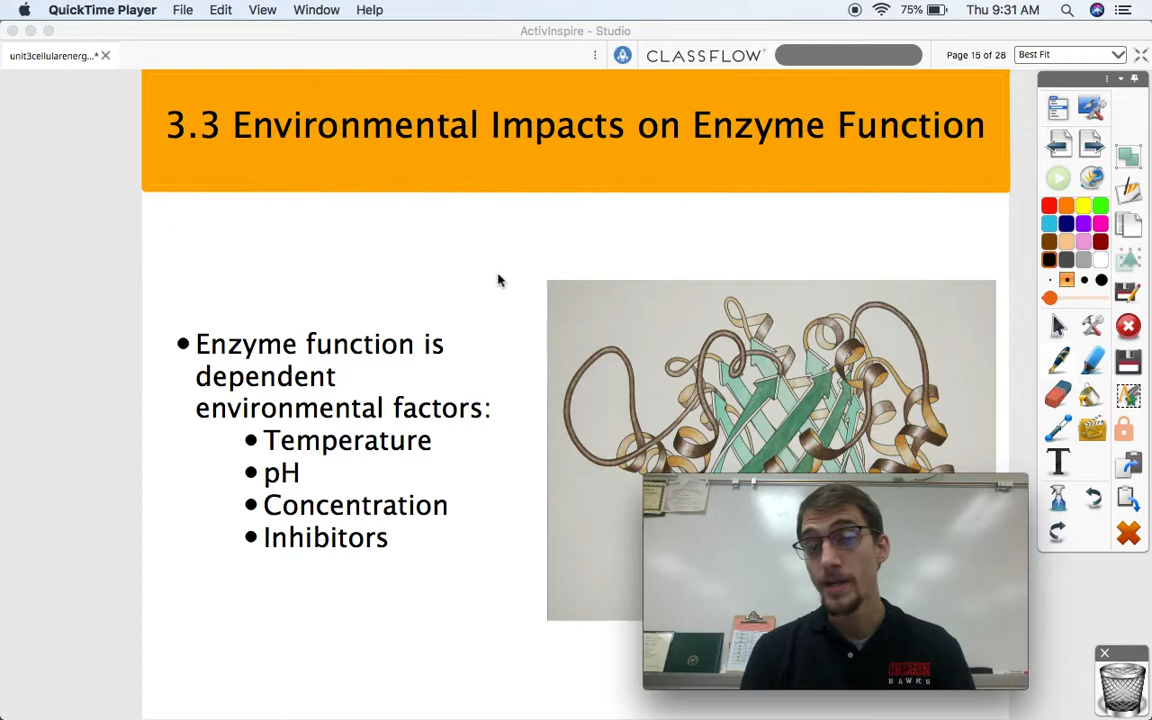 QuickTime Player File Edit View Window Help 75% Thu 9:31 AM
ActivInspire - Studio
unit3cellularenerg...* CLASSFLOW Page 15 of 28 Best Fit
3.3 Environmental Impacts on Enzyme Function
• Enzyme function is
dependent
environmental factors:
• Temperature
• pH
• Concentration
• Inhibitors
T
OREGON
HAWKS